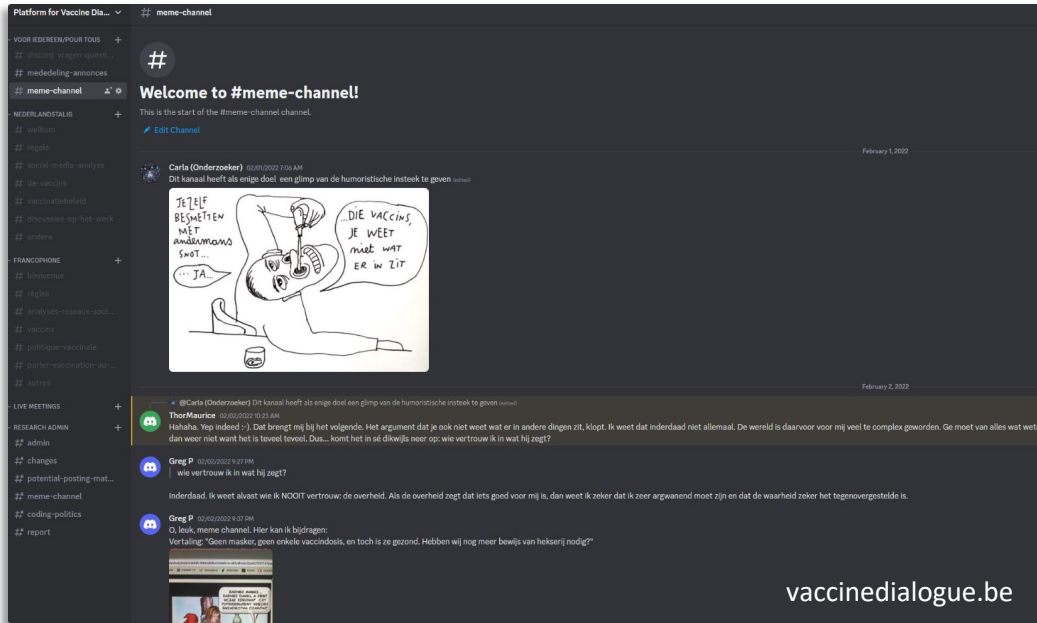 Platform for Vaccine Dia...
# meme-channel
VOOR IEDEREEN/POUR TOUS
# discord-vragen-questi...
# mededeling-annonces
# meme-channel
NEDERLANDSTALIG
# welkom
# regels
# social-media-analyse
# de-vaccins
# vaccinatiebeleid
# discussies-op-het-werk
# andere
FRANCOPHONE
# bienvenue
# règles
# analyses-reseaux-soci...
# vaccins
# politique-vaccinale
# parler-vaccination-au-...
# autres
LIVE MEETINGS
RESEARCH ADMIN
# admin
# changes
# potential-posting-mat...
# meme-channel
# coding-politics
# report
#
Welcome to #meme-channel!
This is the start of the #meme-channel channel.
Edit Channel
February 1, 2022
Carla (Onderzoeker) 02/01/2022 7:06 AM
Dit kanaal heeft als enige doel een glimp van de humoristische insteek te geven (edited)
JEZELF
BESMETTEN
MET
andermans
SNOT...
... JA...
...DIE VACCINS,
JE WEET
niet WAT
ER IN ZIT
February 2, 2022
@Carla (Onderzoeker) Dit kanaal heeft als enige doel een glimp van de humoristische insteek te geven (edited)
ThorMaurice 02/02/2022 10:23 AM
Hahaha. Yep indeed :-). Dat brengt mij bij het volgende. Het argument dat je ook niet weet wat er in andere dingen zit, klopt. Ik weet dat inderdaad niet allemaal. De wereld is daarvoor voor mij veel te complex geworden. Ge moet van alles wat wet
dan weer niet want het is teveel teveel. Dus... komt het in sé dikwijls neer op: wie vertrouw ik in wat hij zegt?
Greg P 02/02/2022 9:27 PM
wie vertrouw ik in wat hij zegt?
Inderdaad. Ik weet alvast wie ik NOOIT vertrouw: de overheid. Als de overheid zegt dat iets goed voor mij is, dan weet ik zeker dat ik zeer argwanend moet zijn en dat de waarheid zeker het tegenovergestelde is.
Greg P 02/02/2022 9:37 PM
O, leuk, meme channel. Hier kan ik bijdragen:
Vertaling: "Geen masker, geen enkele vaccindosis, en toch is ze gezond. Hebben wij nog meer bewijs van hekserij nodig?"
vaccinedialogue.be